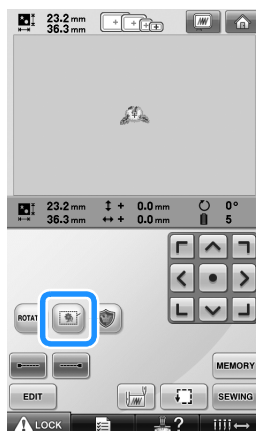 23.2 mm
36.3 mm
23.2 mm + 0.0 mm 0°
36.3 mm + 0.0 mm 5
ROTAT
MEMORY
EDIT
SEWING
LOCK ?